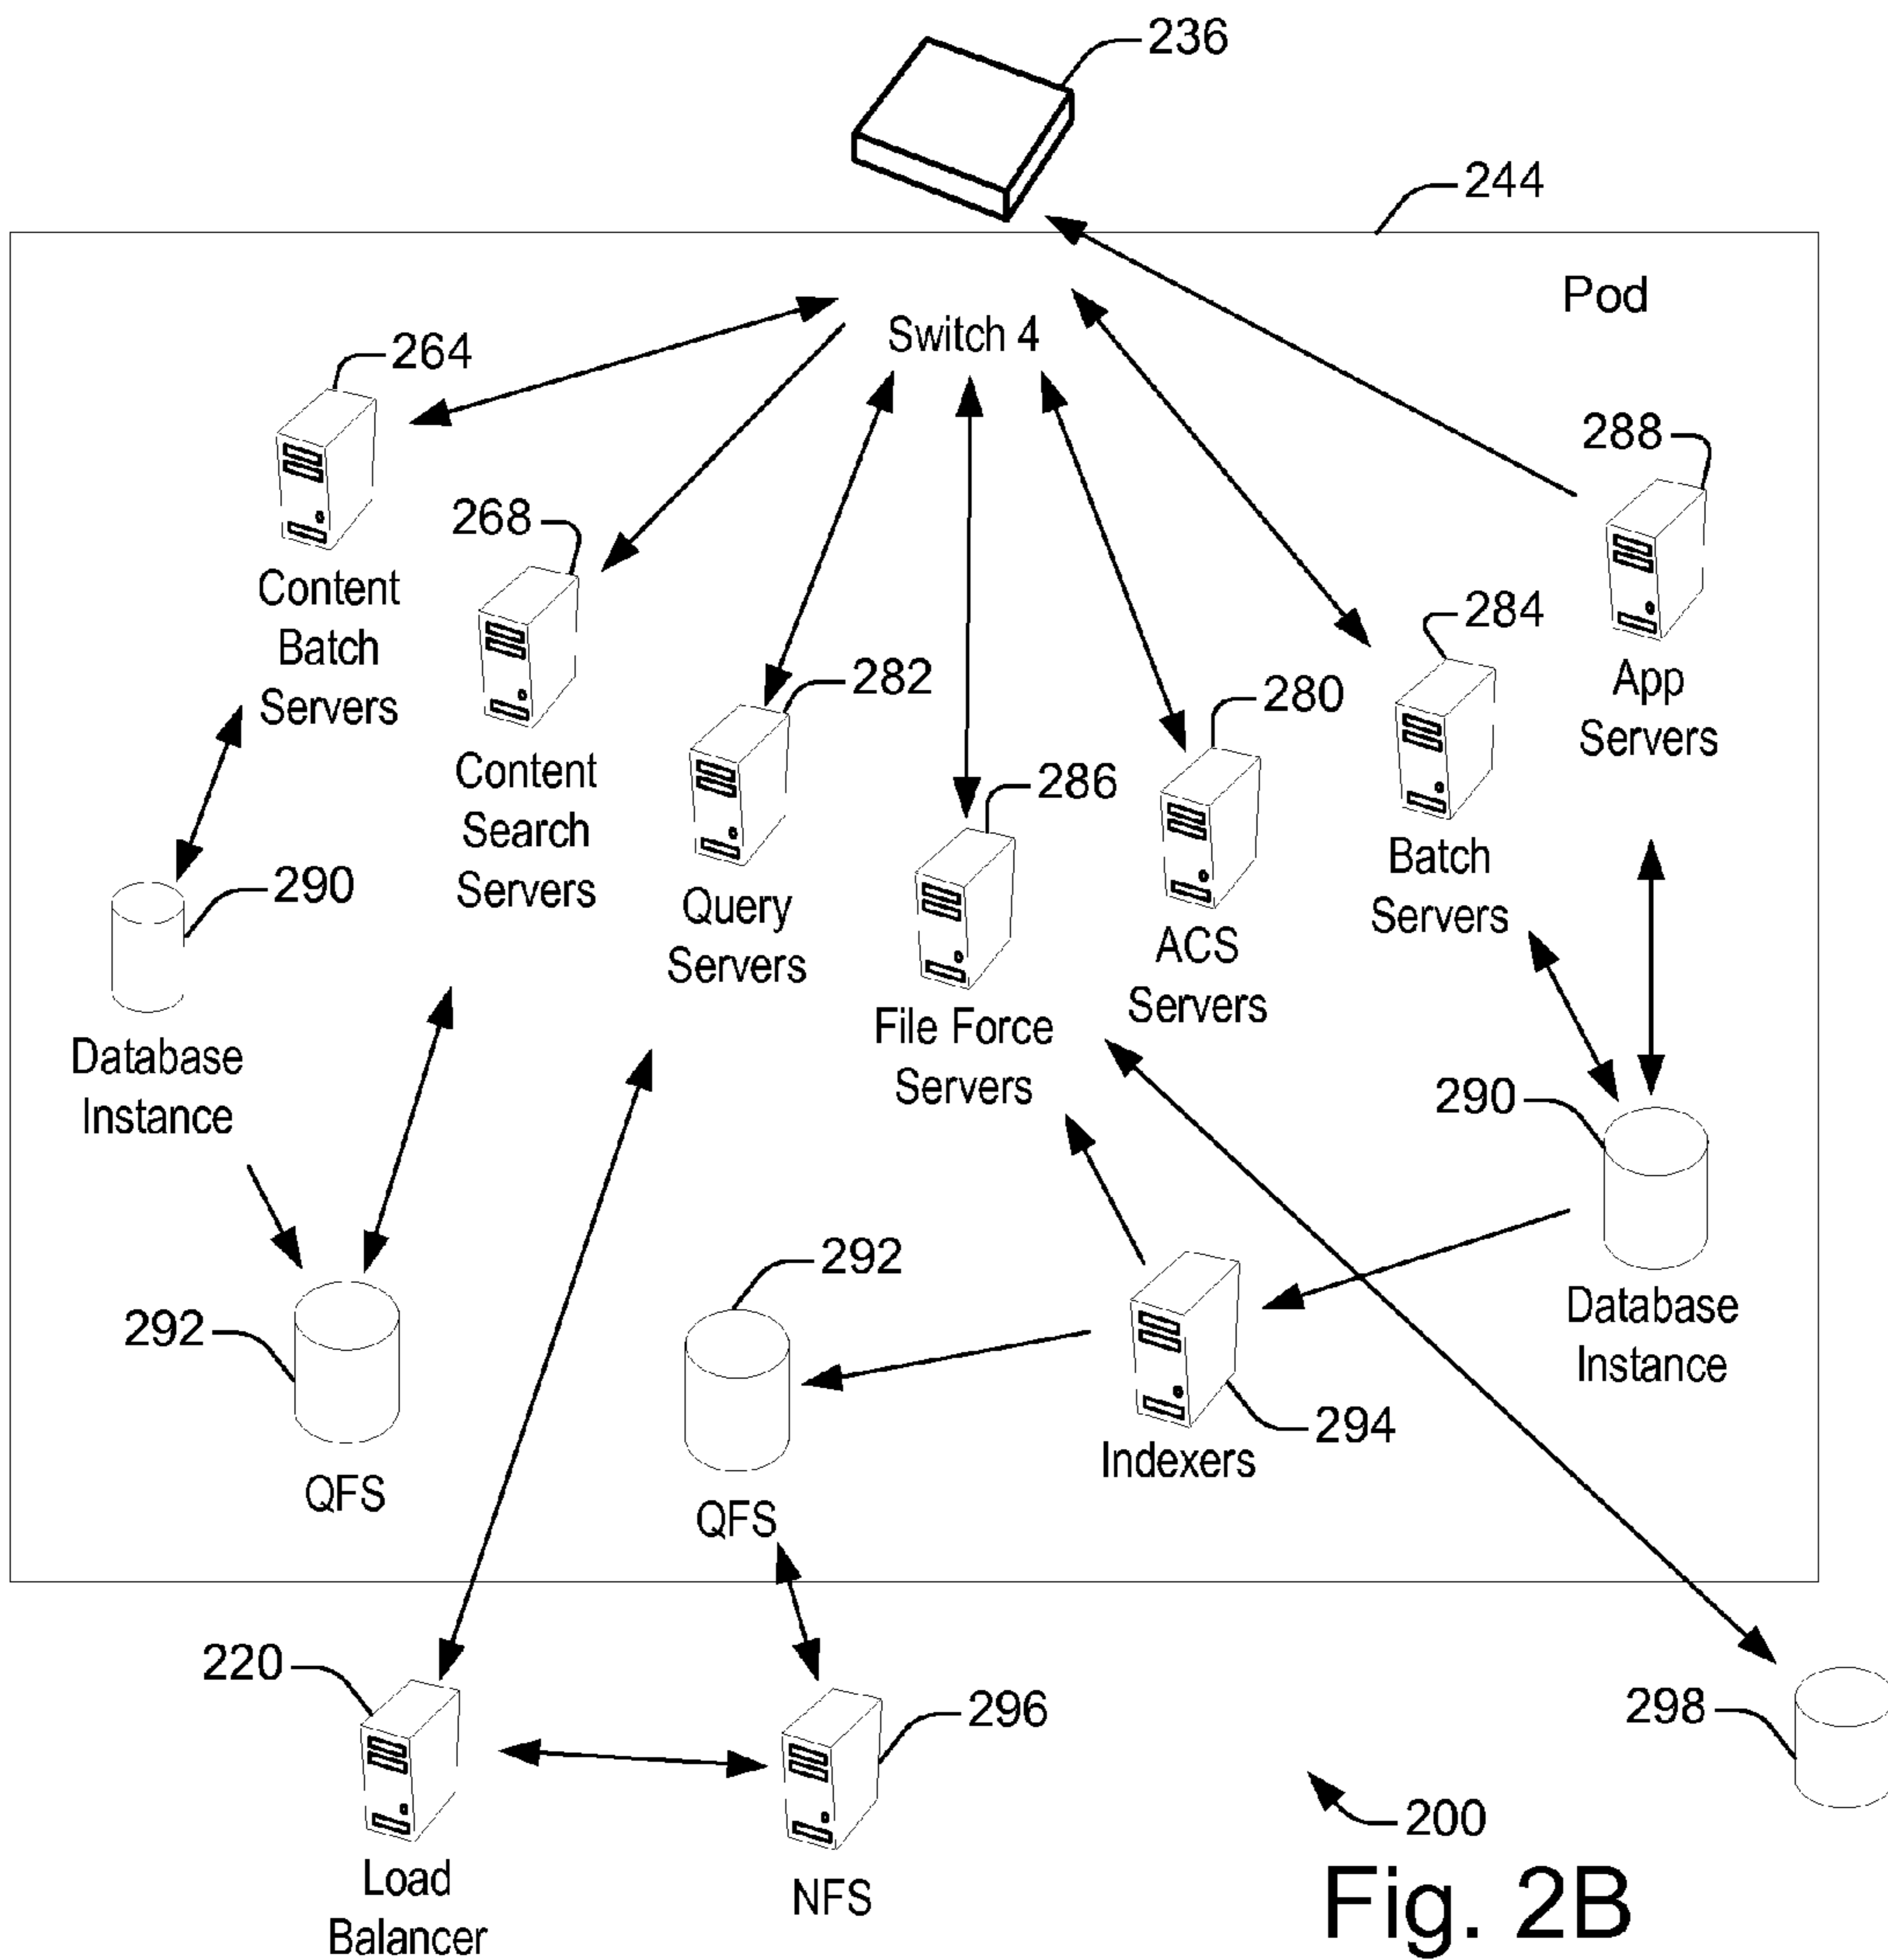 236
244
Pod
Switch 4
264
Content
Batch
Servers
268
Content
Search
Servers
282
Query
Servers
286
File Force
Servers
280
ACS
Servers
284
Batch
Servers
288
App
Servers
290
Database
Instance
290
Database
Instance
292
QFS
292
QFS
294
Indexers
220
Load
Balancer
296
NFS
298
200
Fig. 2B